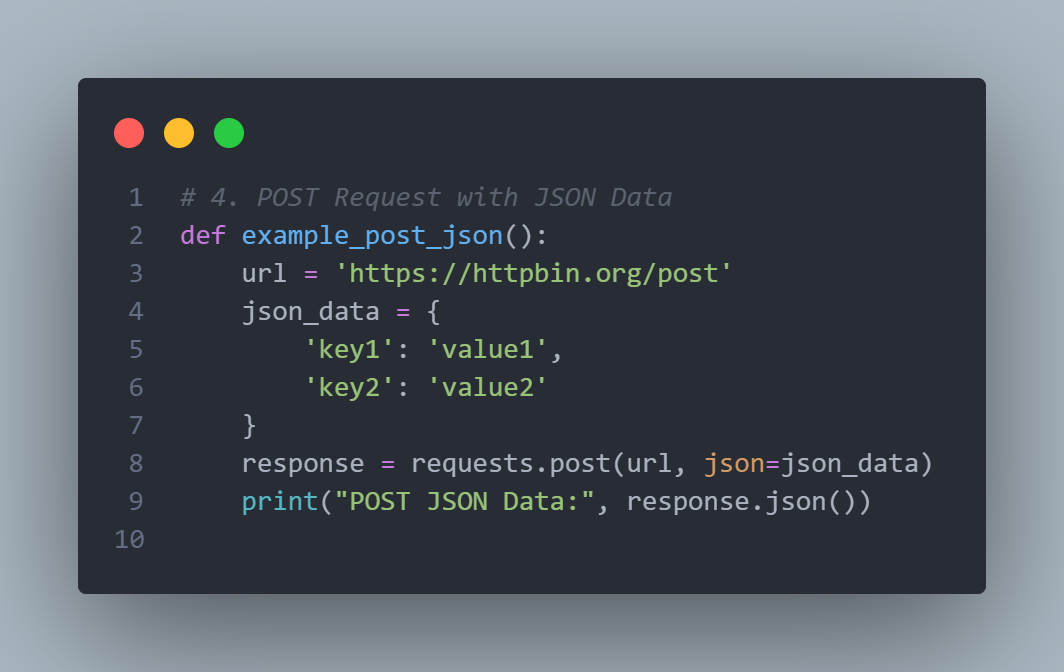 1 # 4. POST Request with JSON Data
2 def example_post_json():
3     url = 'https://httpbin.org/post'
4     json_data = {
5         'key1': 'value1',
6         'key2': 'value2'
7     }
8     response = requests.post(url, json=json_data)
9     print("POST JSON Data:", response.json())
10